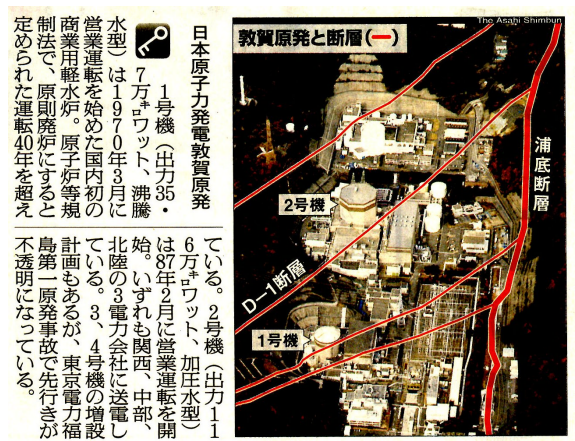 The Asahi Shimbun
敦賀原発と断層(━)
浦底断層
2号機
D−1断層
1号機
日本原子力発電敦賀原発
1号機（出力35・
7万㌔ワット、沸騰
水型）は1970年3月に
営業運転を始めた国内初の
商業用軽水炉。原子炉等規
制法で、原則廃炉にすると
定められた運転40年を超え
ている。2号機（出力11
6万㌔ワット、加圧水型）
は87年2月に営業運転を開
始。いずれも関西、中部、
北陸の3電力会社に送電し
ている。3、4号機の増設
計画もあるが、東京電力福
島第一原発事故で先行きが
不透明になっている。